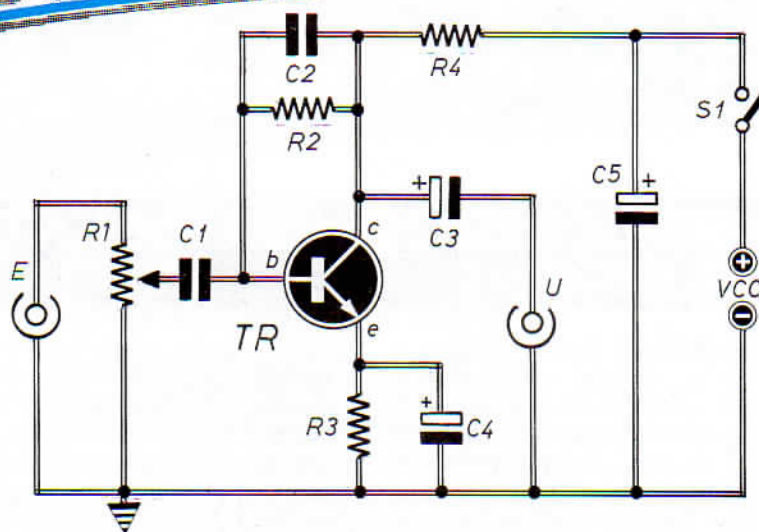 C2
R4
R2
S1
C5
+
+
C3
c
R1
C1
b
E
U
VCC
+
−
TR
e
+
R3
C4